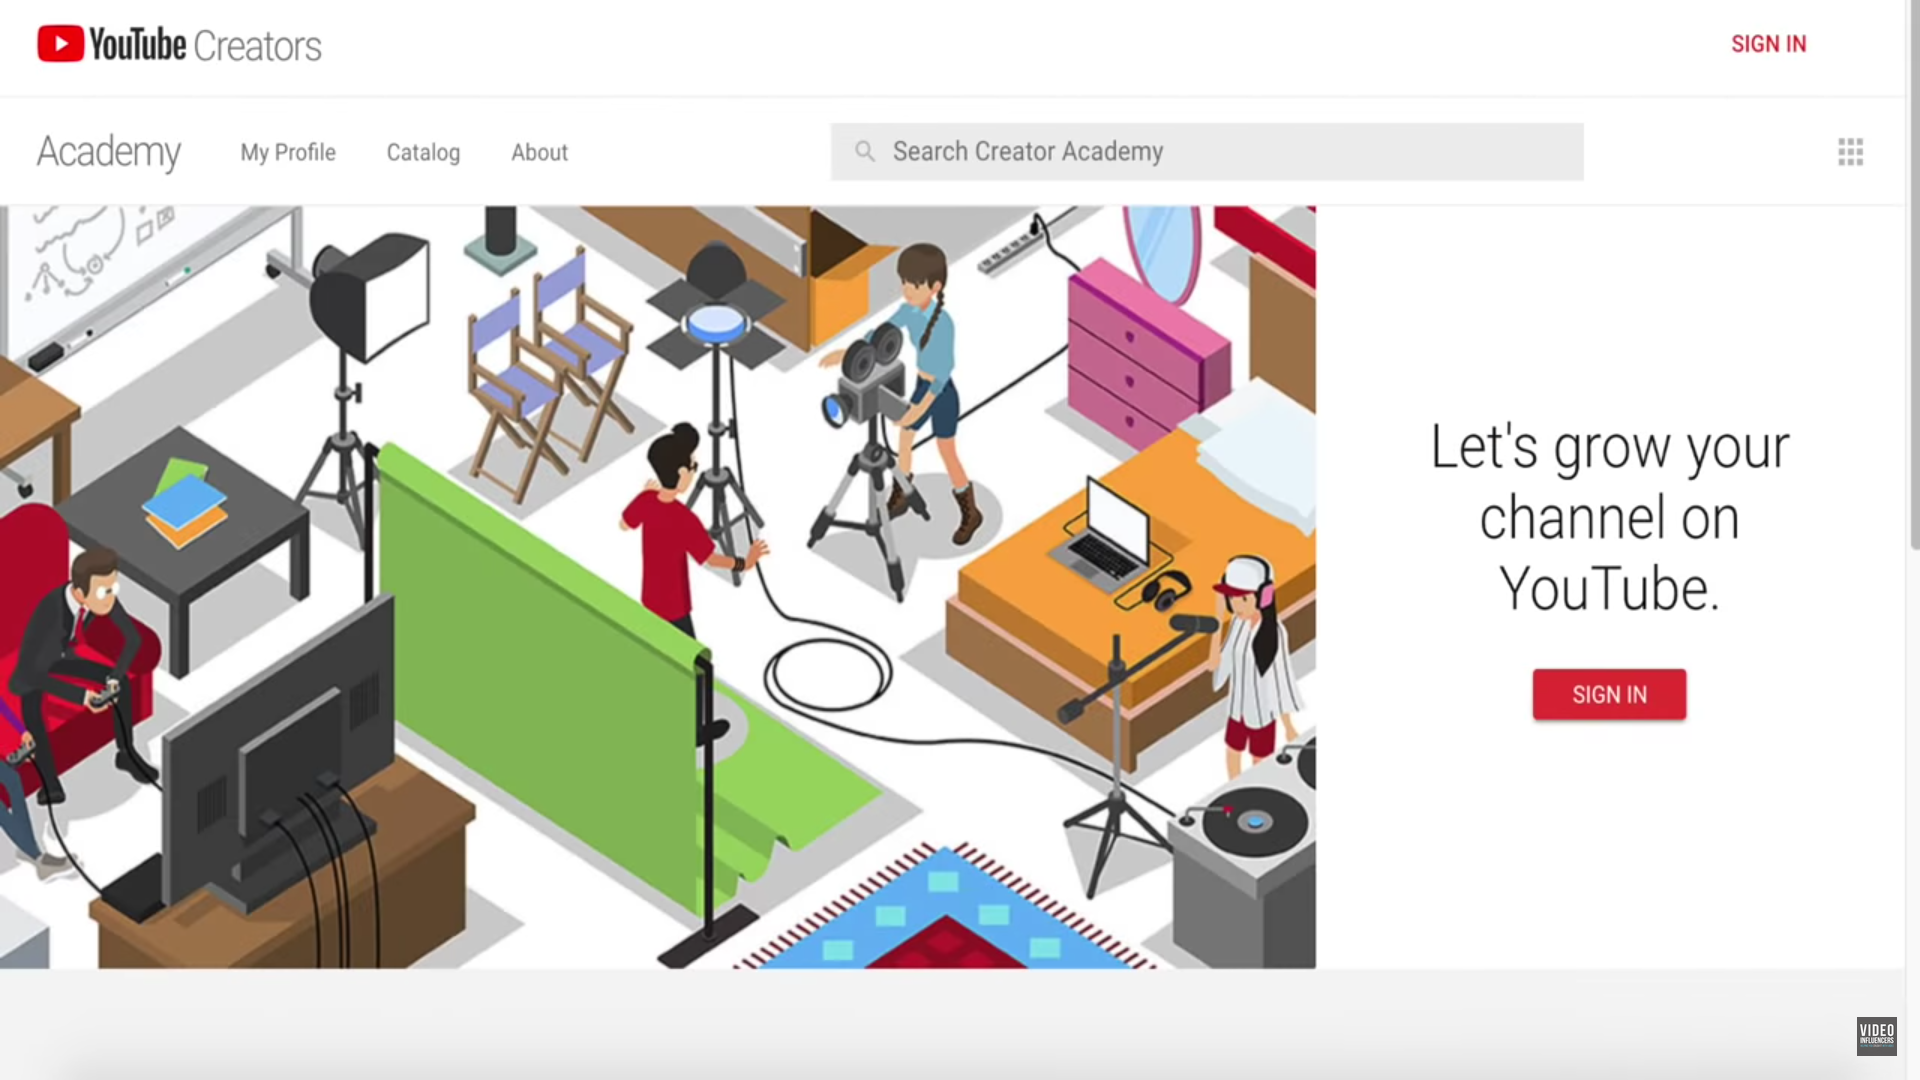 YouTube Creators
SIGN IN
Academy
My Profile
Catalog
About
Search Creator Academy
Let's grow your
channel on
YouTube.
SIGN IN
VIDEO
INFLUENCERS